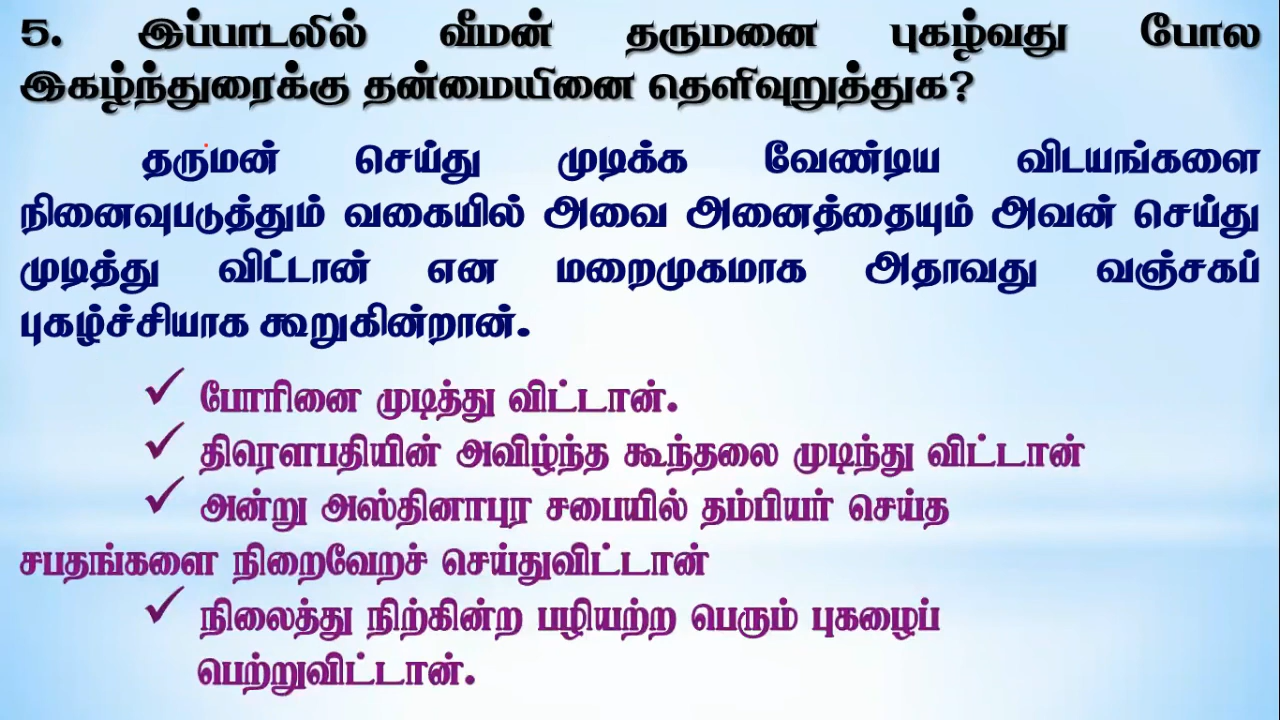 5. இப்பாடலில் வீமன் தருமனை புகழ்வது போல
இகழ்ந்துரைக்கு தன்மையினை தெளிவுறுத்துக?
தருமன் செய்து முடிக்க வேண்டிய விடயங்களை
நினைவுபடுத்தும் வகையில் அவை அனைத்தையும் அவன் செய்து
முடித்து விட்டான் என மறைமுகமாக அதாவது வஞ்சகப்
புகழ்ச்சியாக கூறுகின்றான்.
✓ போரினை முடித்து விட்டான்.
✓ திரௌபதியின் அவிழ்ந்த கூந்தலை முடிந்து விட்டான்
✓ அன்று அஸ்தினாபுர சபையில் தம்பியர் செய்த
சபதங்களை நிறைவேறச் செய்துவிட்டான்
✓ நிலைத்து நிற்கின்ற பழியற்ற பெரும் புகழைப்
பெற்றுவிட்டான்.